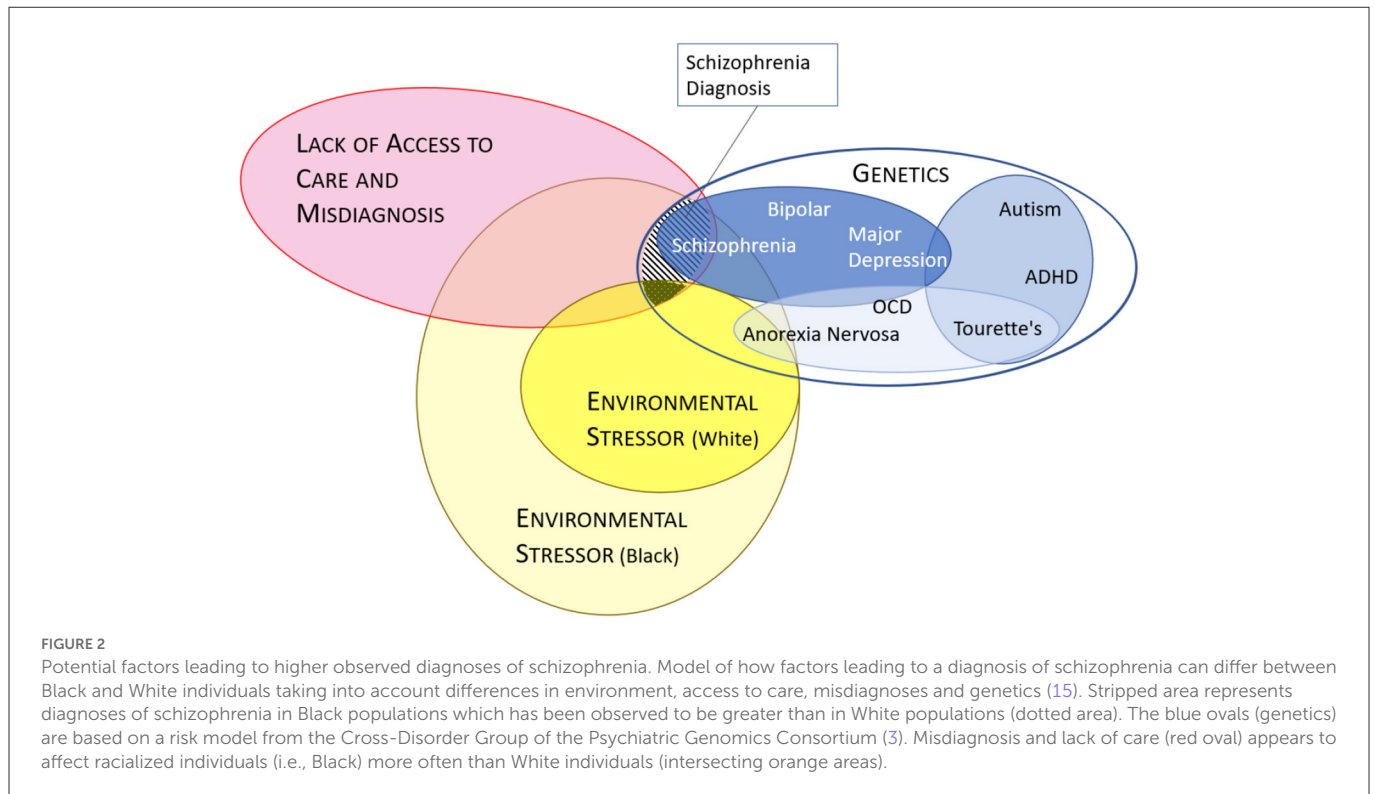 Schizophrenia
Diagnosis
LACK OF ACCESS TO
CARE AND
MISDIAGNOSIS
GENETICS
Bipolar
Autism
Schizophrenia
Major
Depression
ADHD
OCD
Anorexia Nervosa
Tourette's
ENVIRONMENTAL
STRESSOR (White)
ENVIRONMENTAL
STRESSOR (Black)
FIGURE 2
Potential factors leading to higher observed diagnoses of schizophrenia. Model of how factors leading to a diagnosis of schizophrenia can differ between
Black and White individuals taking into account differences in environment, access to care, misdiagnoses and genetics (15). Stripped area represents
diagnoses of schizophrenia in Black populations which has been observed to be greater than in White populations (dotted area). The blue ovals (genetics)
are based on a risk model from the Cross-Disorder Group of the Psychiatric Genomics Consortium (3). Misdiagnosis and lack of care (red oval) appears to
affect racialized individuals (i.e., Black) more often than White individuals (intersecting orange areas).